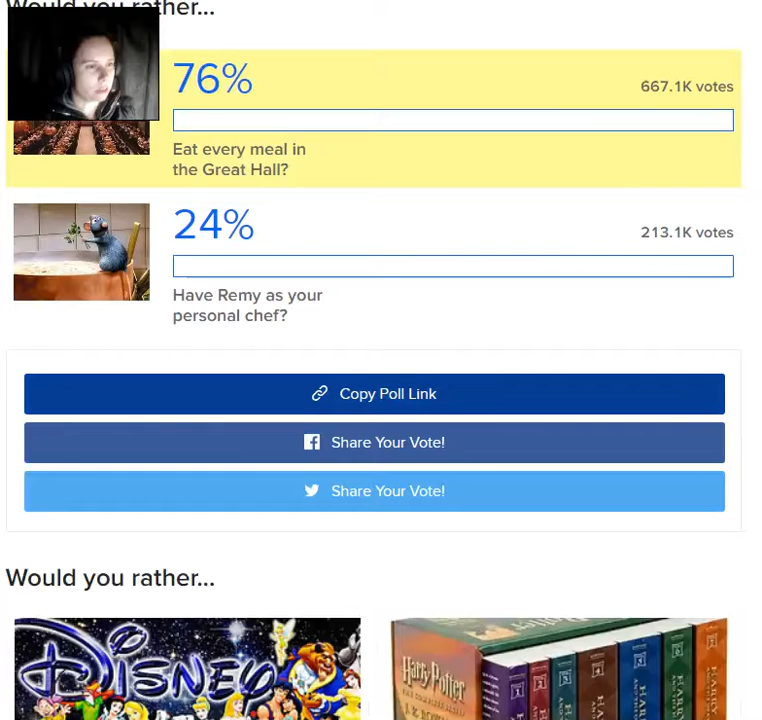 Would you rather...
76%
667.1K votes
Eat every meal in
the Great Hall?
24%
213.1K votes
Have Remy as your
personal chef?
Copy Poll Link
Share Your Vote!
Share Your Vote!
Would you rather...
DISNEY
Harry Potter